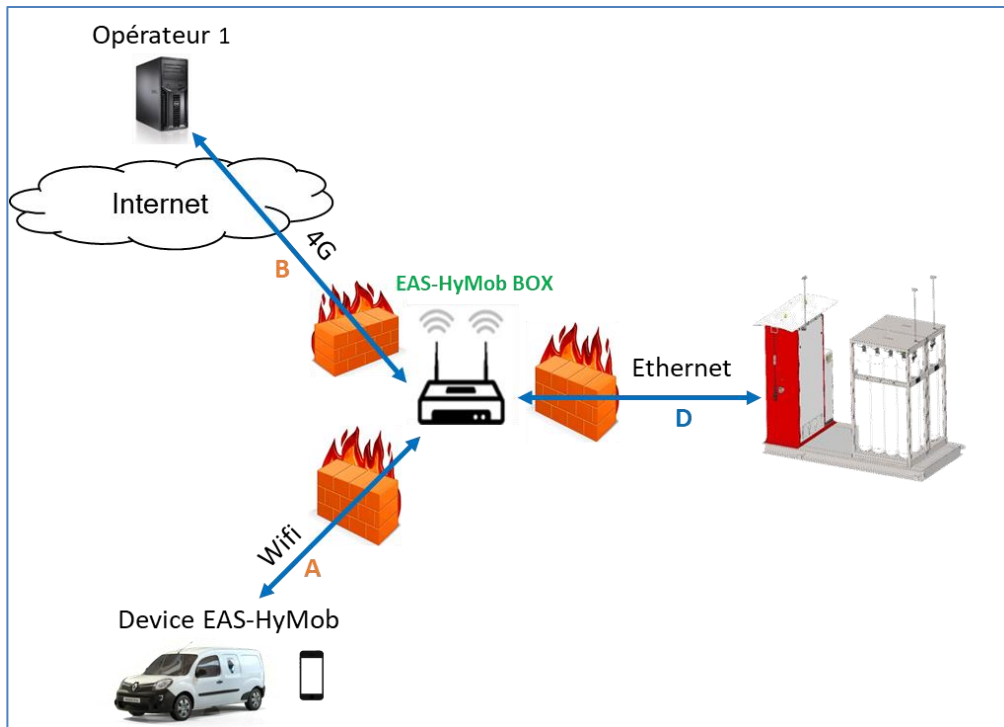 Opérateur 1
Internet
4G
B
EAS-HyMob BOX
Ethernet
D
Wifi
A
Device EAS-HyMob